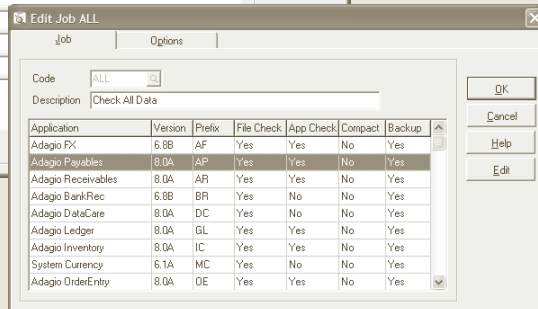 Edit Job ALL
Job Options
Code ALL
OK
Description Check All Data
Cancel
Application Version Prefix File Check App Check Compact Backup
Adagio FX 6.8B AF Yes Yes No Yes
Help
Adagio Payables 8.0A AP Yes Yes No Yes
Edit
Adagio Receivables 8.0A AR Yes Yes No Yes
Adagio BankRec 6.8B BR Yes No No Yes
Adagio DataCare 8.0A DC Yes No No Yes
Adagio Ledger 8.0A GL Yes Yes No Yes
Adagio Inventory 8.0A IC Yes Yes No Yes
System Currency 6.1A MC Yes No No Yes
Adagio OrderEntry 8.0A OE Yes Yes No Yes